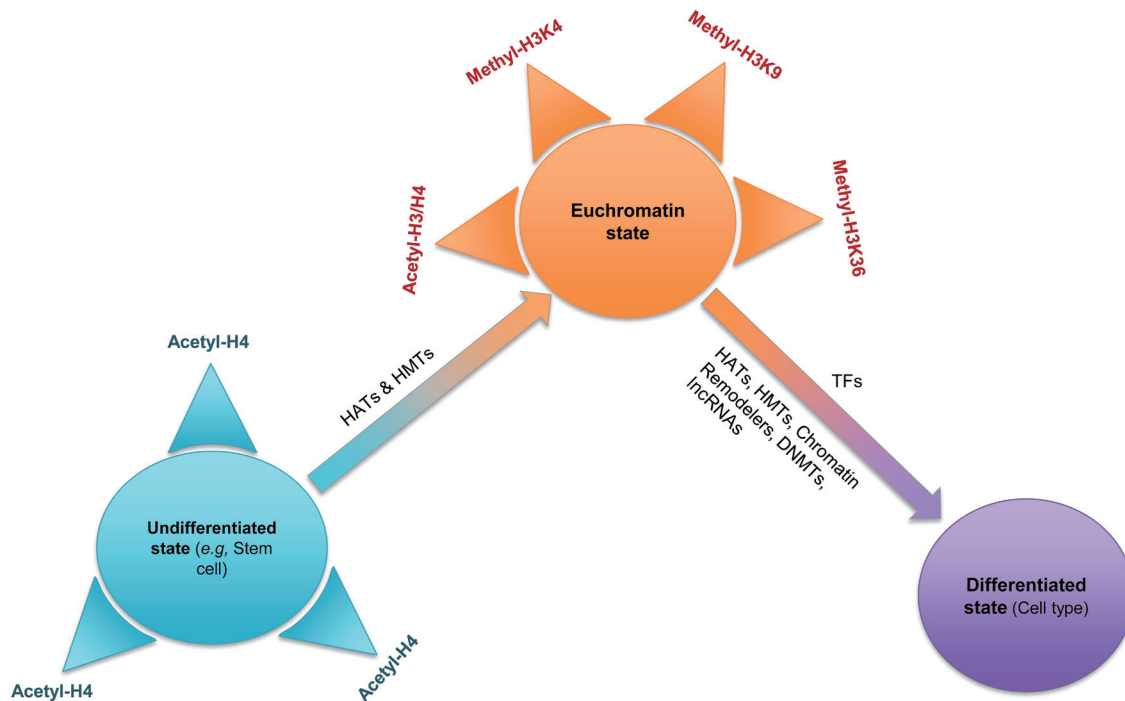 Methyl-H3K4
Methyl-H3K9
Acetyl-H3/H4
Methyl-H3K36
Euchromatin
state
Acetyl-H4
HATs & HMTs
TFs
HATs, HMTs, Chromatin
Remodelers, DNMTs,
lncRNAs
Undifferentiated
state (e.g, Stem
cell)
Acetyl-H4
Acetyl-H4
Differentiated
state (Cell type)